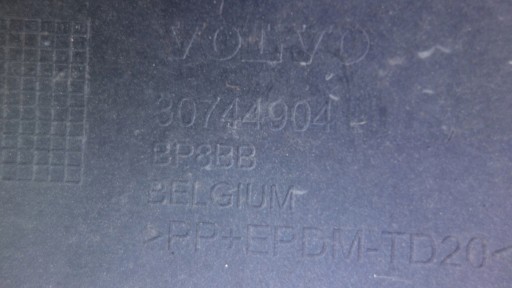 VOLVO
30744904
BP8BB
BELGIUM
>PP+EPDM-TD20<